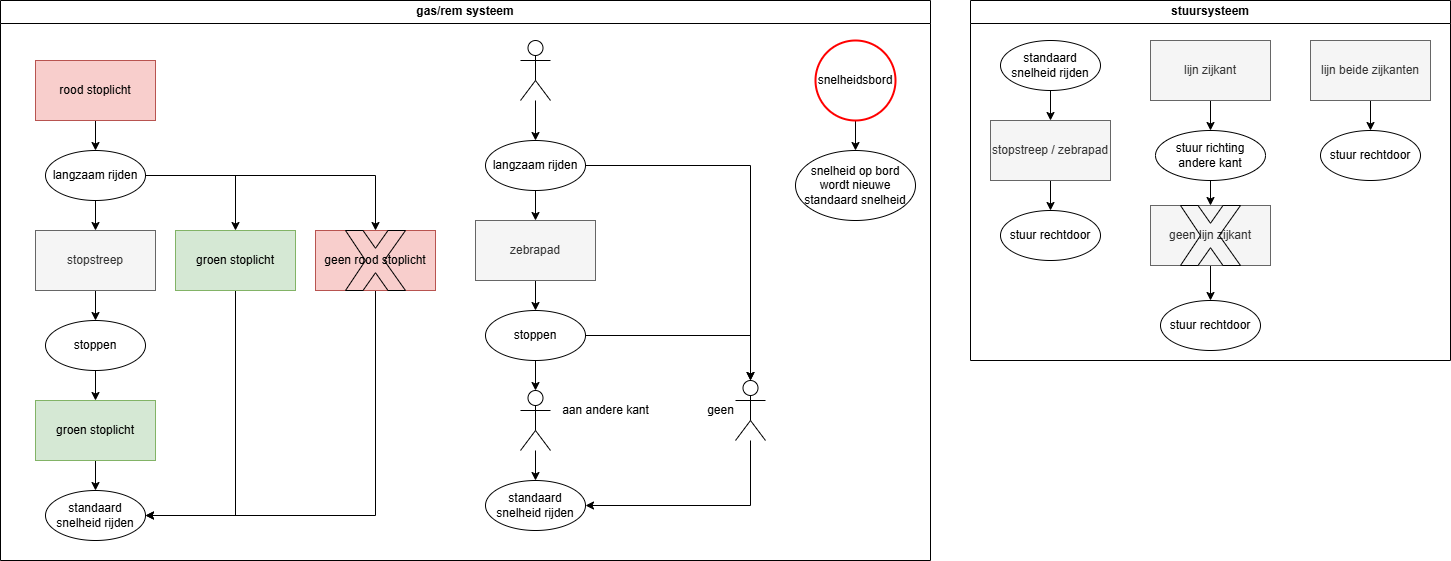 gas/rem systeem
rood stoplicht
langzaam rijden
stopstreep
groen stoplicht
geen rood stoplicht
stoppen
groen stoplicht
standaard
snelheid rijden
langzaam rijden
zebrapad
stoppen
aan andere kant
geen
standaard
snelheid rijden
snelheidsbord
snelheid op bord
wordt nieuwe
standaard snelheid
stuursysteem
standaard
snelheid rijden
stopstreep / zebrapad
stuur rechtdoor
lijn zijkant
stuur richting
andere kant
geen lijn zijkant
stuur rechtdoor
lijn beide zijkanten
stuur rechtdoor